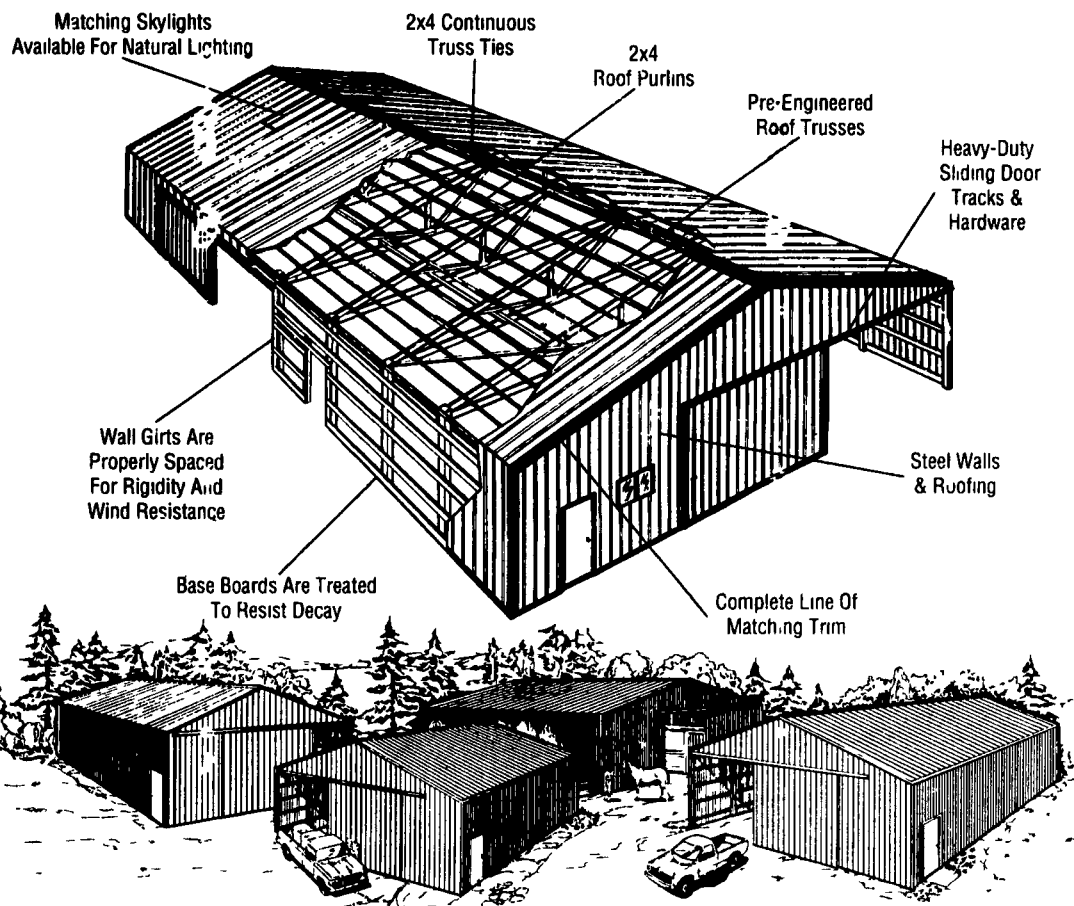 Matching Skylights
Available For Natural Lighting
2x4 Continuous
Truss Ties
2x4
Roof Purlins
Pre-Engineered
Roof Trusses
Heavy-Duty
Sliding Door
Tracks &
Hardware
Wall Girts Are
Properly Spaced
For Rigidity And
Wind Resistance
Steel Walls
& Roofing
Base Boards Are Treated
To Resist Decay
Complete Line Of
Matching Trim